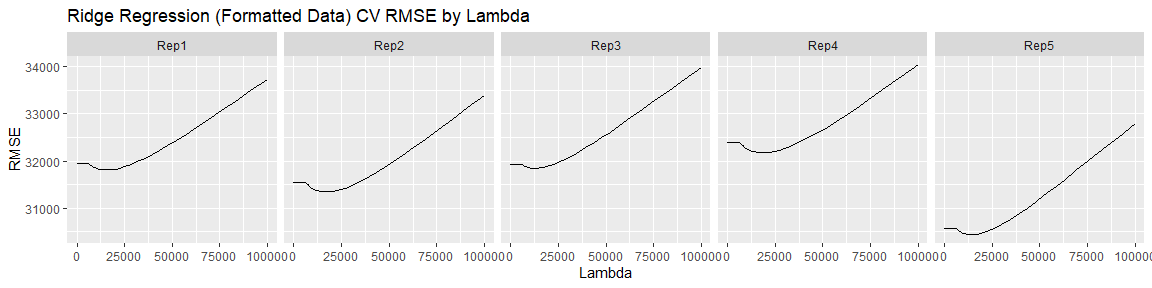 Ridge Regression (Formatted Data) CV RMSE by Lambda
Rep1 Rep2 Rep3 Rep4 Rep5
34000
33000
32000
31000
RMSE
0 25000 50000 75000 100000 0 25000 50000 75000 100000 0 25000 50000 75000 100000 0 25000 50000 75000 100000 0 25000 50000 75000 100000
Lambda